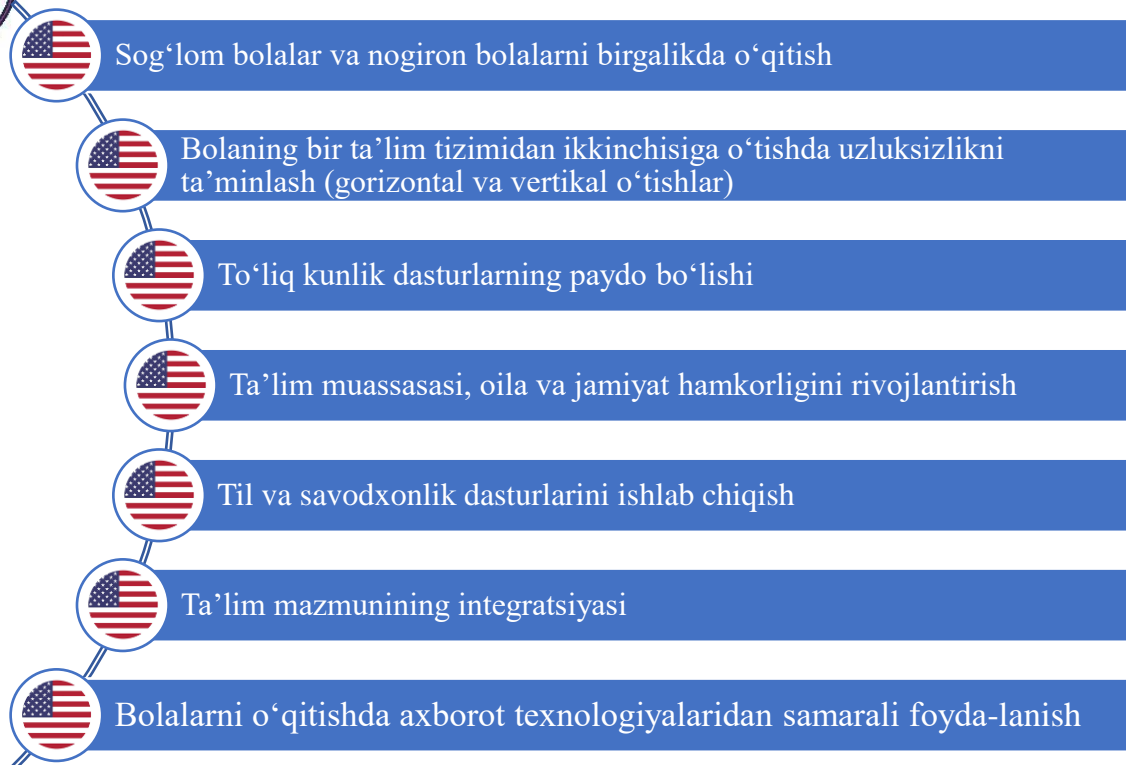 Sog‘lom bolalar va nogiron bolalarni birgalikda o‘qitish
Bolaning bir ta’lim tizimidan ikkinchisiga o‘tishda uzluksizlikni
ta’minlash (gorizontal va vertikal o‘tishlar)
To‘liq kunlik dasturlarning paydo bo‘lishi
Ta’lim muassasasi, oila va jamiyat hamkorligini rivojlantirish
Til va savodxonlik dasturlarini ishlab chiqish
Ta’lim mazmunining integratsiyasi
Bolalarni o‘qitishda axborot texnologiyalaridan samarali foyda-lanish